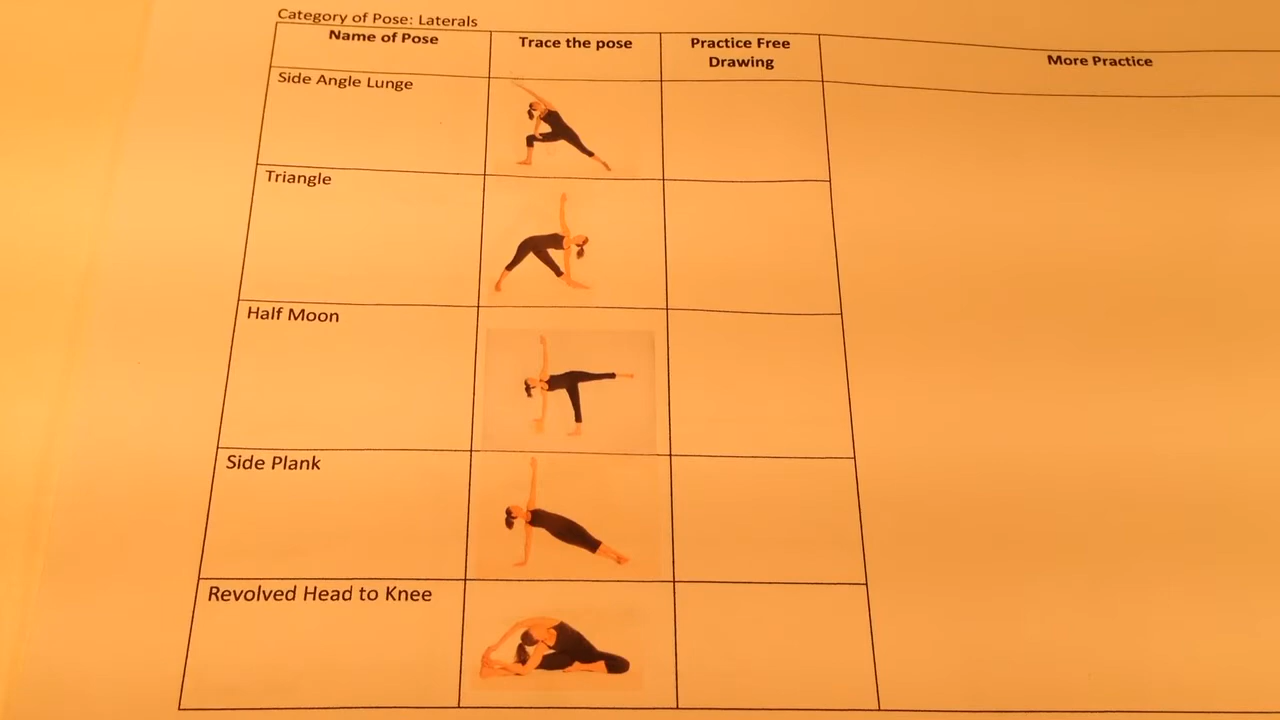 Category of Pose: Laterals
Name of Pose
Trace the pose
Practice Free
Drawing
More Practice
Side Angle Lunge
Triangle
Half Moon
Side Plank
Revolved Head to Knee